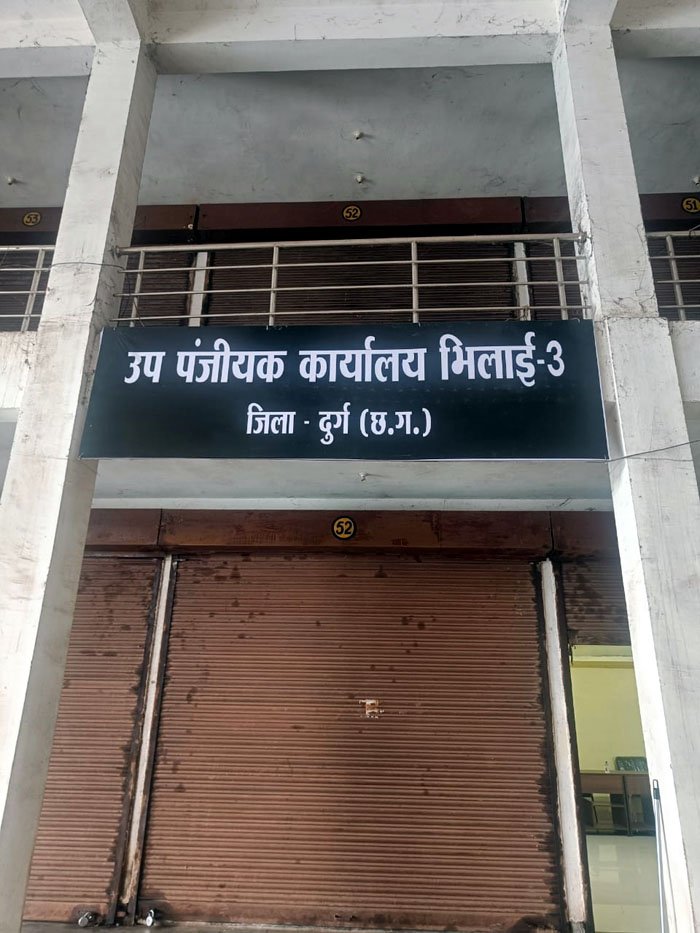 53
52
51
उप पंजीयक कार्यालय भिलाई-3
जिला - दुर्ग (छ.ग.)
52